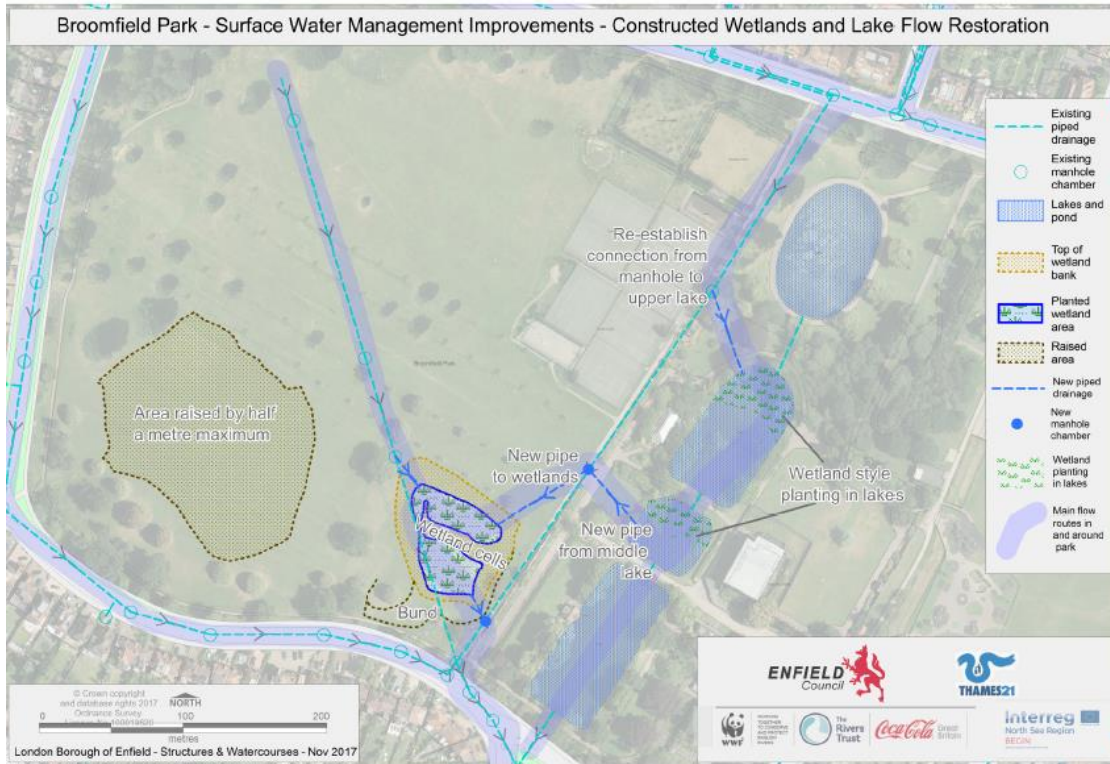 Broomfield Park - Surface Water Management Improvements - Constructed Wetlands and Lake Flow Restoration
Existing
piped
drainage
Existing
manhole
chamber
Lakes and
pond
Top of
wetland
bank
Planted
wetland
area
Raised
area
New piped
drainage
New
manhole
chamber
Wetland
planting
in lakes
Main flow
routes in
and around
park
Re-establish
connection from
manhole to
upper lake
Broomfield Park
Area raised by half
a metre maximum
New pipe
to wetlands
Wetland style
planting in lakes
Wetland cells
New pipe
from middle
lake
Bund
© Crown copyright
and database rights 2017
Ordnance Survey
NORTH
0 100 200
metres
London Borough of Enfield - Structures & Watercourses - Nov 2017
ENFIELD
Council
THAMES21
WWF
The
Rivers
Trust
Coca-Cola
Great
Britain
Interreg
North Sea Region
BEGIN